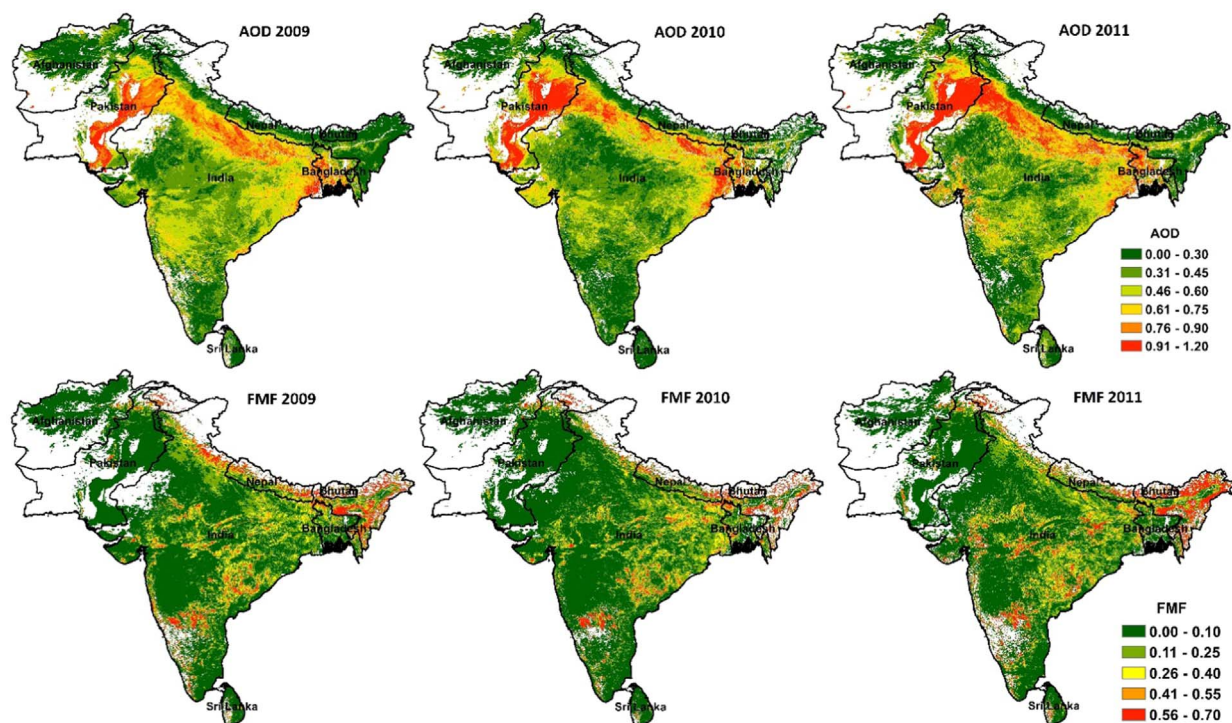 AOD 2009
AOD 2010
AOD 2011
Afghanistan
Pakistan
Nepal
Bhutan
India
Bangladesh
Sri Lanka
Afghanistan
Pakistan
Nepal
Bhutan
India
Bangladesh
Sri Lanka
Afghanistan
Pakistan
Nepal
Bhutan
India
Bangladesh
Sri Lanka
AOD
0.00 - 0.30
0.31 - 0.45
0.46 - 0.60
0.61 - 0.75
0.76 - 0.90
0.91 - 1.20
FMF 2009
FMF 2010
FMF 2011
Afghanistan
Pakistan
Nepal
Bhutan
India
Bangladesh
Sri Lanka
Afghanistan
Pakistan
Nepal
Bhutan
India
Bangladesh
Sri Lanka
Afghanistan
Pakistan
Nepal
Bhutan
India
Bangladesh
Sri Lanka
FMF
0.00 - 0.10
0.11 - 0.25
0.26 - 0.40
0.41 - 0.55
0.56 - 0.70